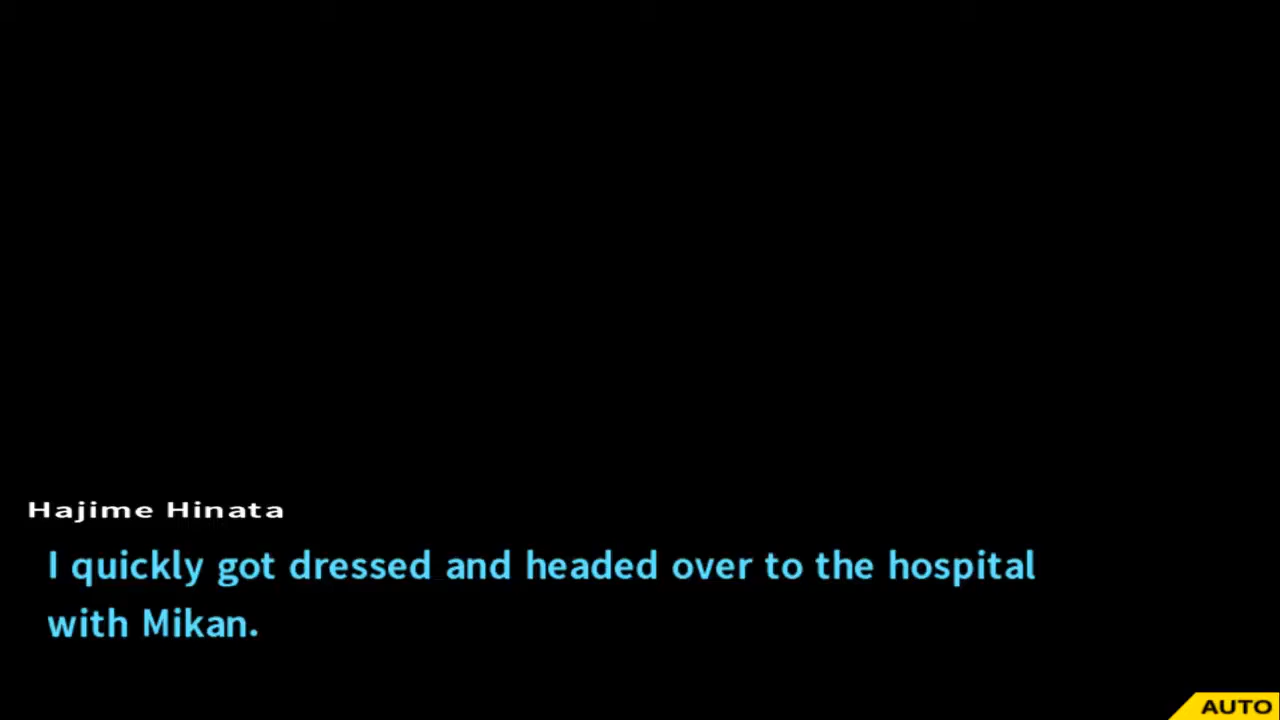 Hajime Hinata
I quickly got dressed and headed over to the hospital
with Mikan.
AUTO